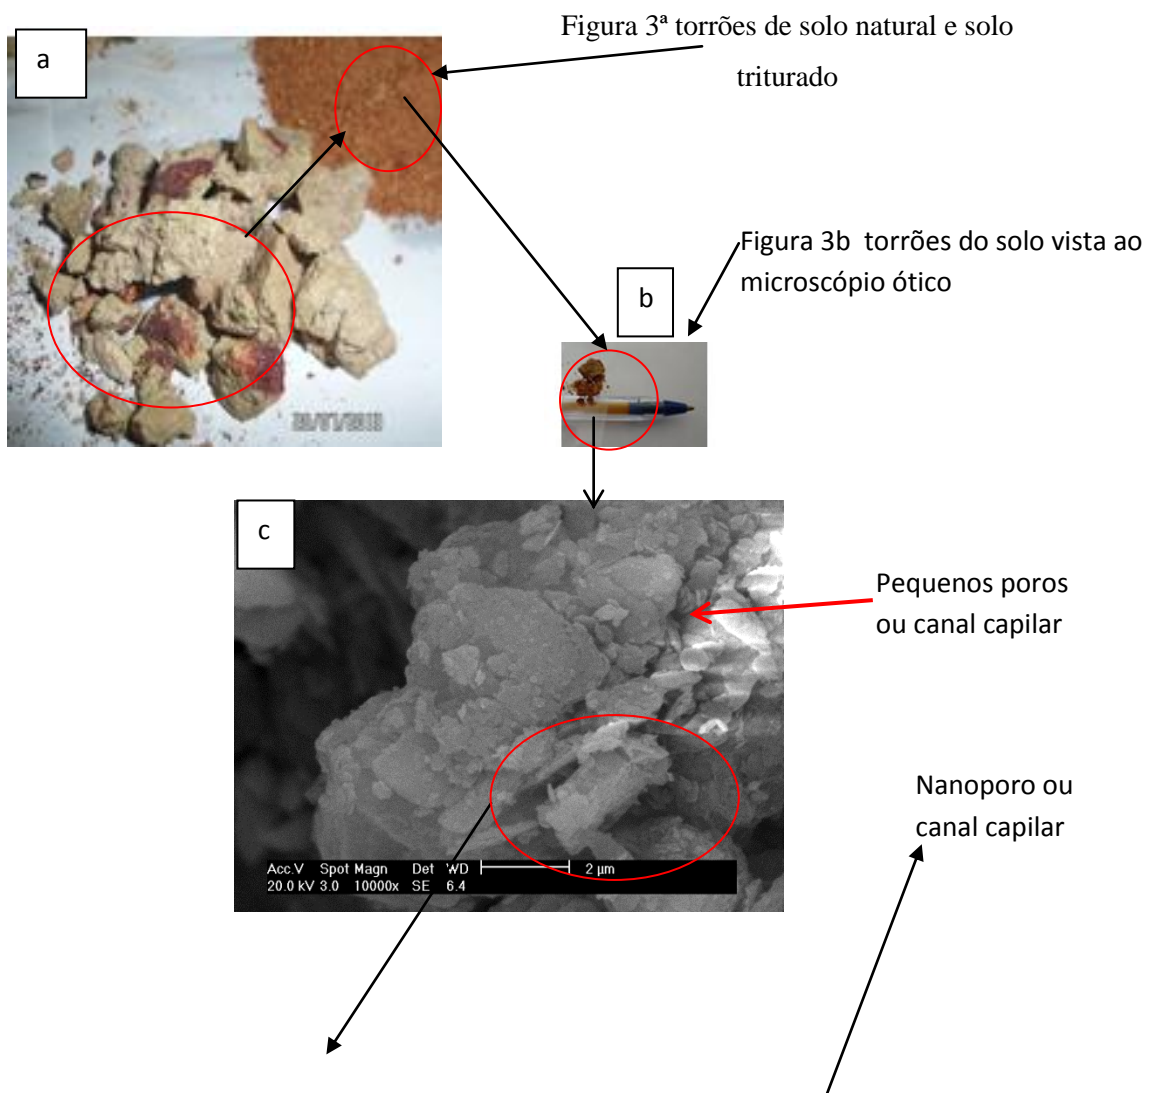 a
Figura 3ª torrões de solo natural e solo
triturado
Figura 3b torrões do solo vista ao
microscópio ótico
b
c
Pequenos poros
ou canal capilar
Nanoporo ou
canal capilar
Acc.V Spot Magn Det WD 2 µm
20.0 kV 3.0 10000x SE 6.4